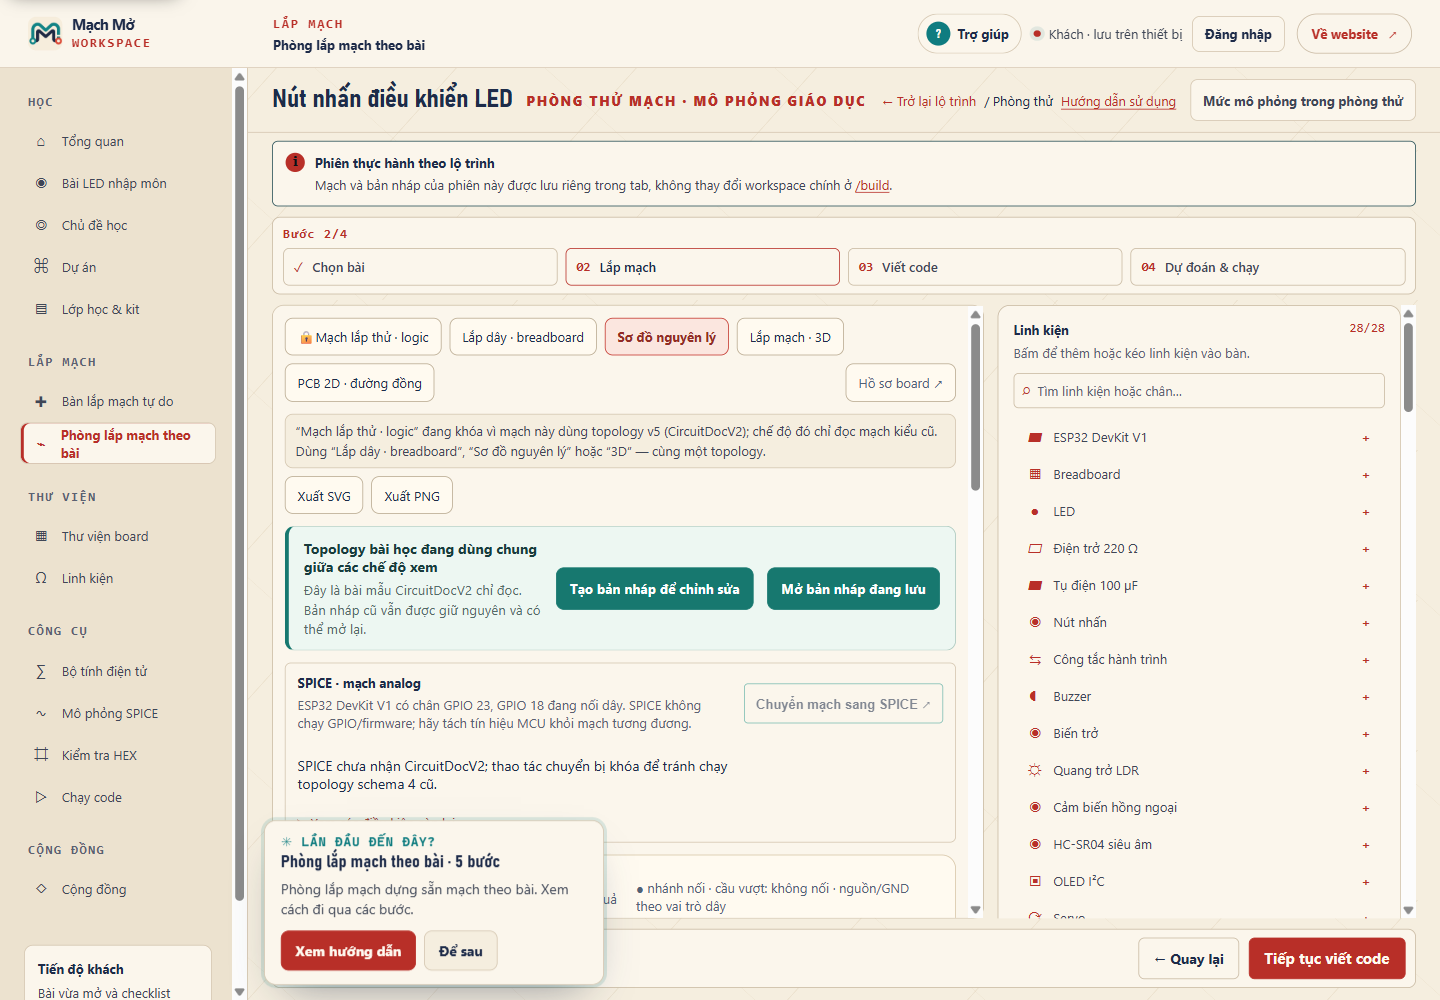 Mạch Mở
WORKSPACE
LẮP MẠCH
Phòng lắp mạch theo bài
? Trợ giúp
Khách · lưu trên thiết bị
Đăng nhập
Về website ↗
HỌC
Tổng quan
Bài LED nhập môn
Chủ đề học
Dự án
Lớp học & kit
LẮP MẠCH
Bàn lắp mạch tự do
Phòng lắp mạch theo
bài
THƯ VIỆN
Thư viện board
Linh kiện
CÔNG CỤ
Bộ tính điện tử
Mô phỏng SPICE
Kiểm tra HEX
Chạy code
CỘNG ĐỒNG
Cộng đồng
Tiến độ khách
Bài vừa mở và checklist
Nút nhấn điều khiển LED
PHÒNG THỬ MẠCH · MÔ PHỎNG GIÁO DỤC
← Trở lại lộ trình / Phòng thử Hướng dẫn sử dụng
Mức mô phỏng trong phòng thử
Phiên thực hành theo lộ trình
Mạch và bản nháp của phiên này được lưu riêng trong tab, không thay đổi workspace chính ở /build.
Bước 2/4
✓ Chọn bài
02 Lắp mạch
03 Viết code
04 Dự đoán & chạy
🔒 Mạch lắp thử · logic
Lắp dây · breadboard
Sơ đồ nguyên lý
Lắp mạch · 3D
PCB 2D · đường đồng
Hồ sơ board ↗
“Mạch lắp thử · logic” đang khóa vì mạch này dùng topology v5 (CircuitDocV2); chế độ đó chỉ đọc mạch kiểu cũ.
Dùng “Lắp dây · breadboard”, “Sơ đồ nguyên lý” hoặc “3D” — cùng một topology.
Xuất SVG
Xuất PNG
Topology bài học đang dùng chung
giữa các chế độ xem
Đây là bài mẫu CircuitDocV2 chỉ đọc.
Bản nháp cũ vẫn được giữ nguyên và có
thể mở lại.
Tạo bản nháp để chỉnh sửa
Mở bản nháp đang lưu
SPICE · mạch analog
ESP32 DevKit V1 có chân GPIO 23, GPIO 18 đang nối dây. SPICE không
chạy GPIO/firmware; hãy tách tín hiệu MCU khỏi mạch tương đương.
Chuyển mạch sang SPICE ↗
SPICE chưa nhận CircuitDocV2; thao tác chuyển bị khóa để tránh chạy
topology schema 4 cũ.
● nhánh nối · cầu vượt: không nối · nguồn/GND
theo vai trò dây
Linh kiện
28/28
Bấm để thêm hoặc kéo linh kiện vào bàn.
Tìm linh kiện hoặc chân...
ESP32 DevKit V1 +
Breadboard +
LED +
Điện trở 220 Ω +
Tụ điện 100 µF +
Nút nhấn +
Công tắc hành trình +
Buzzer +
Biến trở +
Quang trở LDR +
Cảm biến hồng ngoại +
HC-SR04 siêu âm +
OLED I²C +
Servo
LẦN ĐẦU ĐẾN ĐÂY?
Phòng lắp mạch theo bài · 5 bước
Phòng lắp mạch dựng sẵn mạch theo bài. Xem
cách đi qua các bước.
Xem hướng dẫn
Để sau
← Quay lại
Tiếp tục viết code